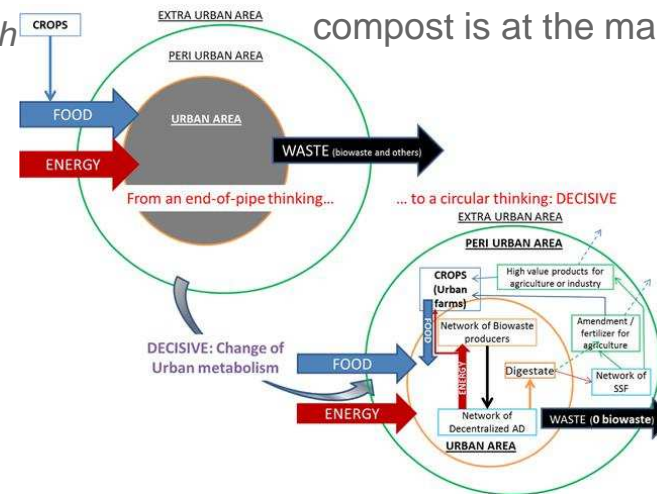 h
compost is at the ma
EXTRA URBAN AREA
CROPS
PERI URBAN AREA
URBAN AREA
FOOD
ENERGY
WASTE (biowaste and others)
From an end-of-pipe thinking…
… to a circular thinking: DECISIVE
EXTRA URBAN AREA
PERI URBAN AREA
CROPS
(Urban
farms)
High value products for
agriculture or industry
FOOD
Network of Biowaste
producers
Amendment /
fertilizer for
agriculture
DECISIVE: Change of
Urban metabolism
FOOD
ENERGY
Digestate
Network of
SSF
ENERGY
Network of
Decentralized AD
WASTE (0 biowaste)
URBAN AREA